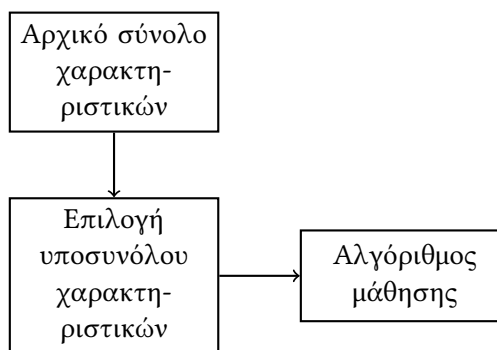 Αρχικό σύνολο
χαρακτη-
ριστικών
Επιλογή
υποσυνόλου
χαρακτη-
ριστικών
Αλγόριθμος
μάθησης